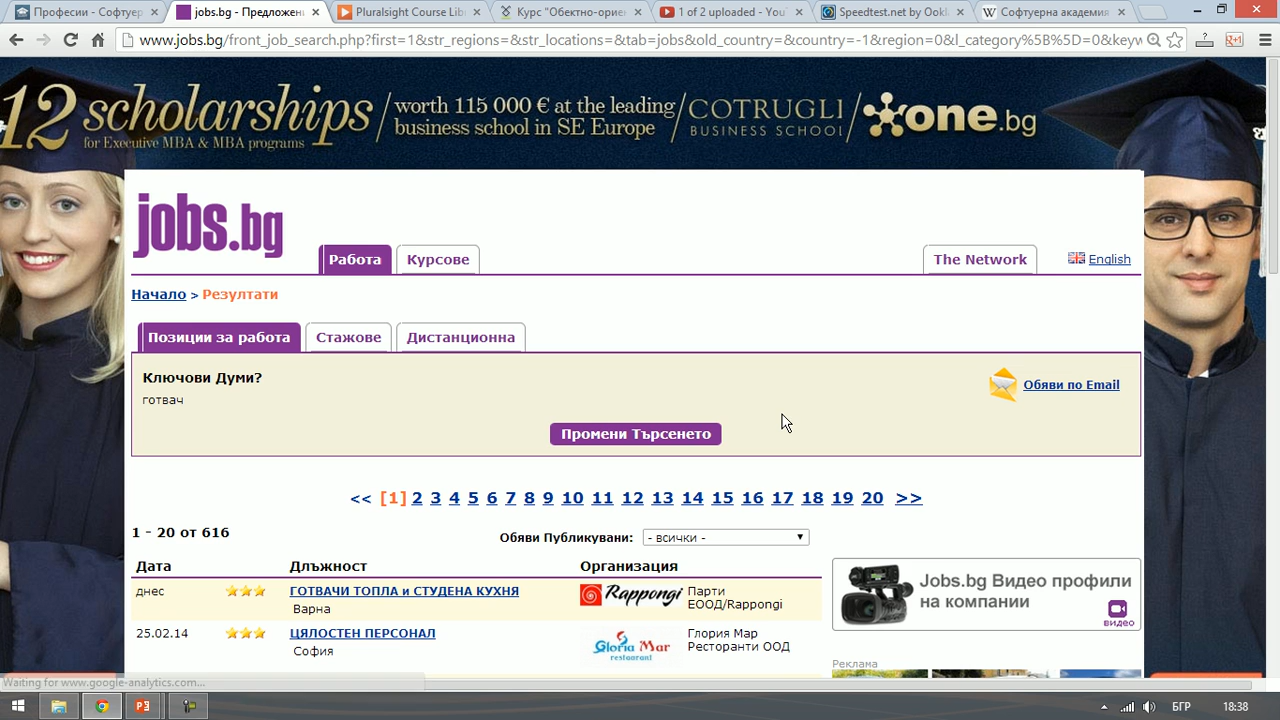 Професии - Софтуер
jobs.bg - Предложен
Pluralsight Course Lib
Курс "Обектно-ориен
1 of 2 uploaded - You
Speedtest.net by Ookl
Софтуерна академия
www.jobs.bg/front_job_search.php?first=1&str_regions=&str_locations=&tab=jobs&old_country=&country=-1&region=0&l_category%5B%5D=0&keyw
12 scholarships
for Executive MBA & MBA programs
worth 115 000 € at the leading
business school in SE Europe
COTRUGLI
BUSINESS SCHOOL
one.bg
jobs.bg
Работа
Курсове
The Network
English
Начало > Резултати
Позиции за работа
Стажове
Дистанционна
Ключови Думи?
готвач
Обяви по Email
Промени Търсенето
<< [1] 2 3 4 5 6 7 8 9 10 11 12 13 14 15 16 17 18 19 20 >>
1 - 20 от 616
Обяви Публикувани: - всички -
Дата Длъжност Организация
днес ГОТВАЧИ ТОПЛА и СТУДЕНА КУХНЯ Rappongi Парти
Варна ЕООД/Rappongi
25.02.14 ЦЯЛОСТЕН ПЕРСОНАЛ Gloria Mar Глория Мар
София restaurant Ресторанти ООД
Jobs.bg Видео профили
на компании
видео
Реклама
Waiting for www.google-analytics.com...
БГР
18:38